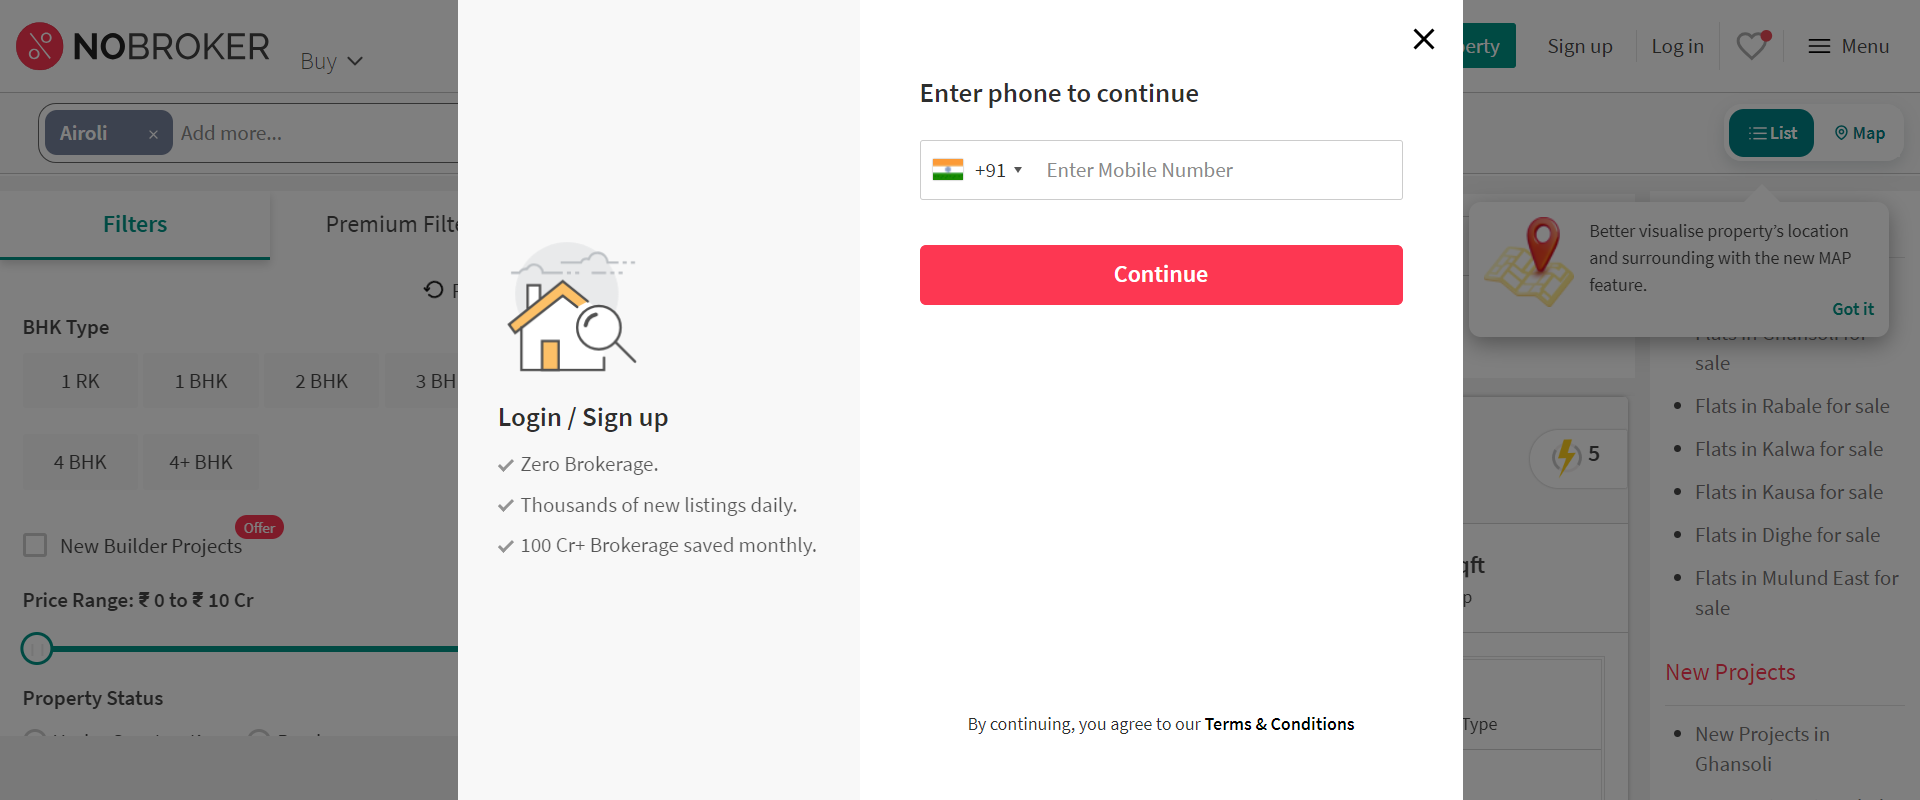 NOBROKER
Buy
Airoli ×
Add more...
Filters
BHK Type
1 RK
1 BHK
2 BHK
4 BHK
4+ BHK
Offer
New Builder Projects
Price Range: ₹ 0 to ₹ 10 Cr
Property Status
Login / Sign up
Zero Brokerage.
Thousands of new listings daily.
100 Cr+ Brokerage saved monthly.
Enter phone to continue
+91
Enter Mobile Number
Continue
By continuing, you agree to our Terms & Conditions
Sign up
Log in
Menu
List
Map
Better visualise property's location
and surrounding with the new MAP
feature.
Got it
sale
Flats in Rabale for sale
Flats in Kalwa for sale
Flats in Kausa for sale
Flats in Dighe for sale
Flats in Mulund East for
sale
5
Type
New Projects
New Projects in
Ghansoli